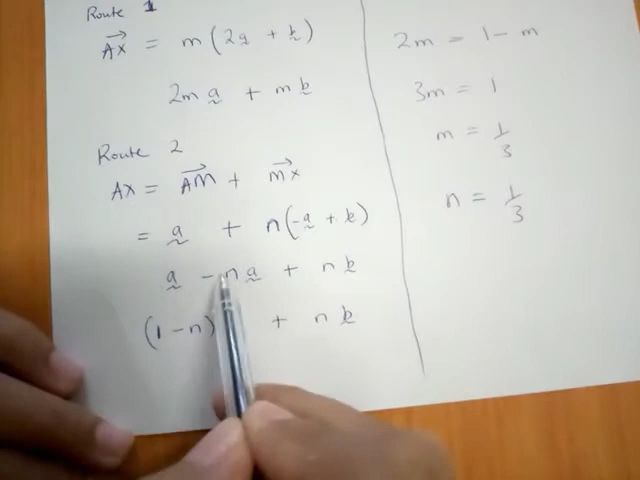 Route 1
AX = m(2a + b)
2ma + mb
Route 2
AX = AM + MX
= a + n(-a + b)
a - na + nb
(1-n) + nb
2m = 1 - m
3m = 1
m = 1/3
n = 1/3